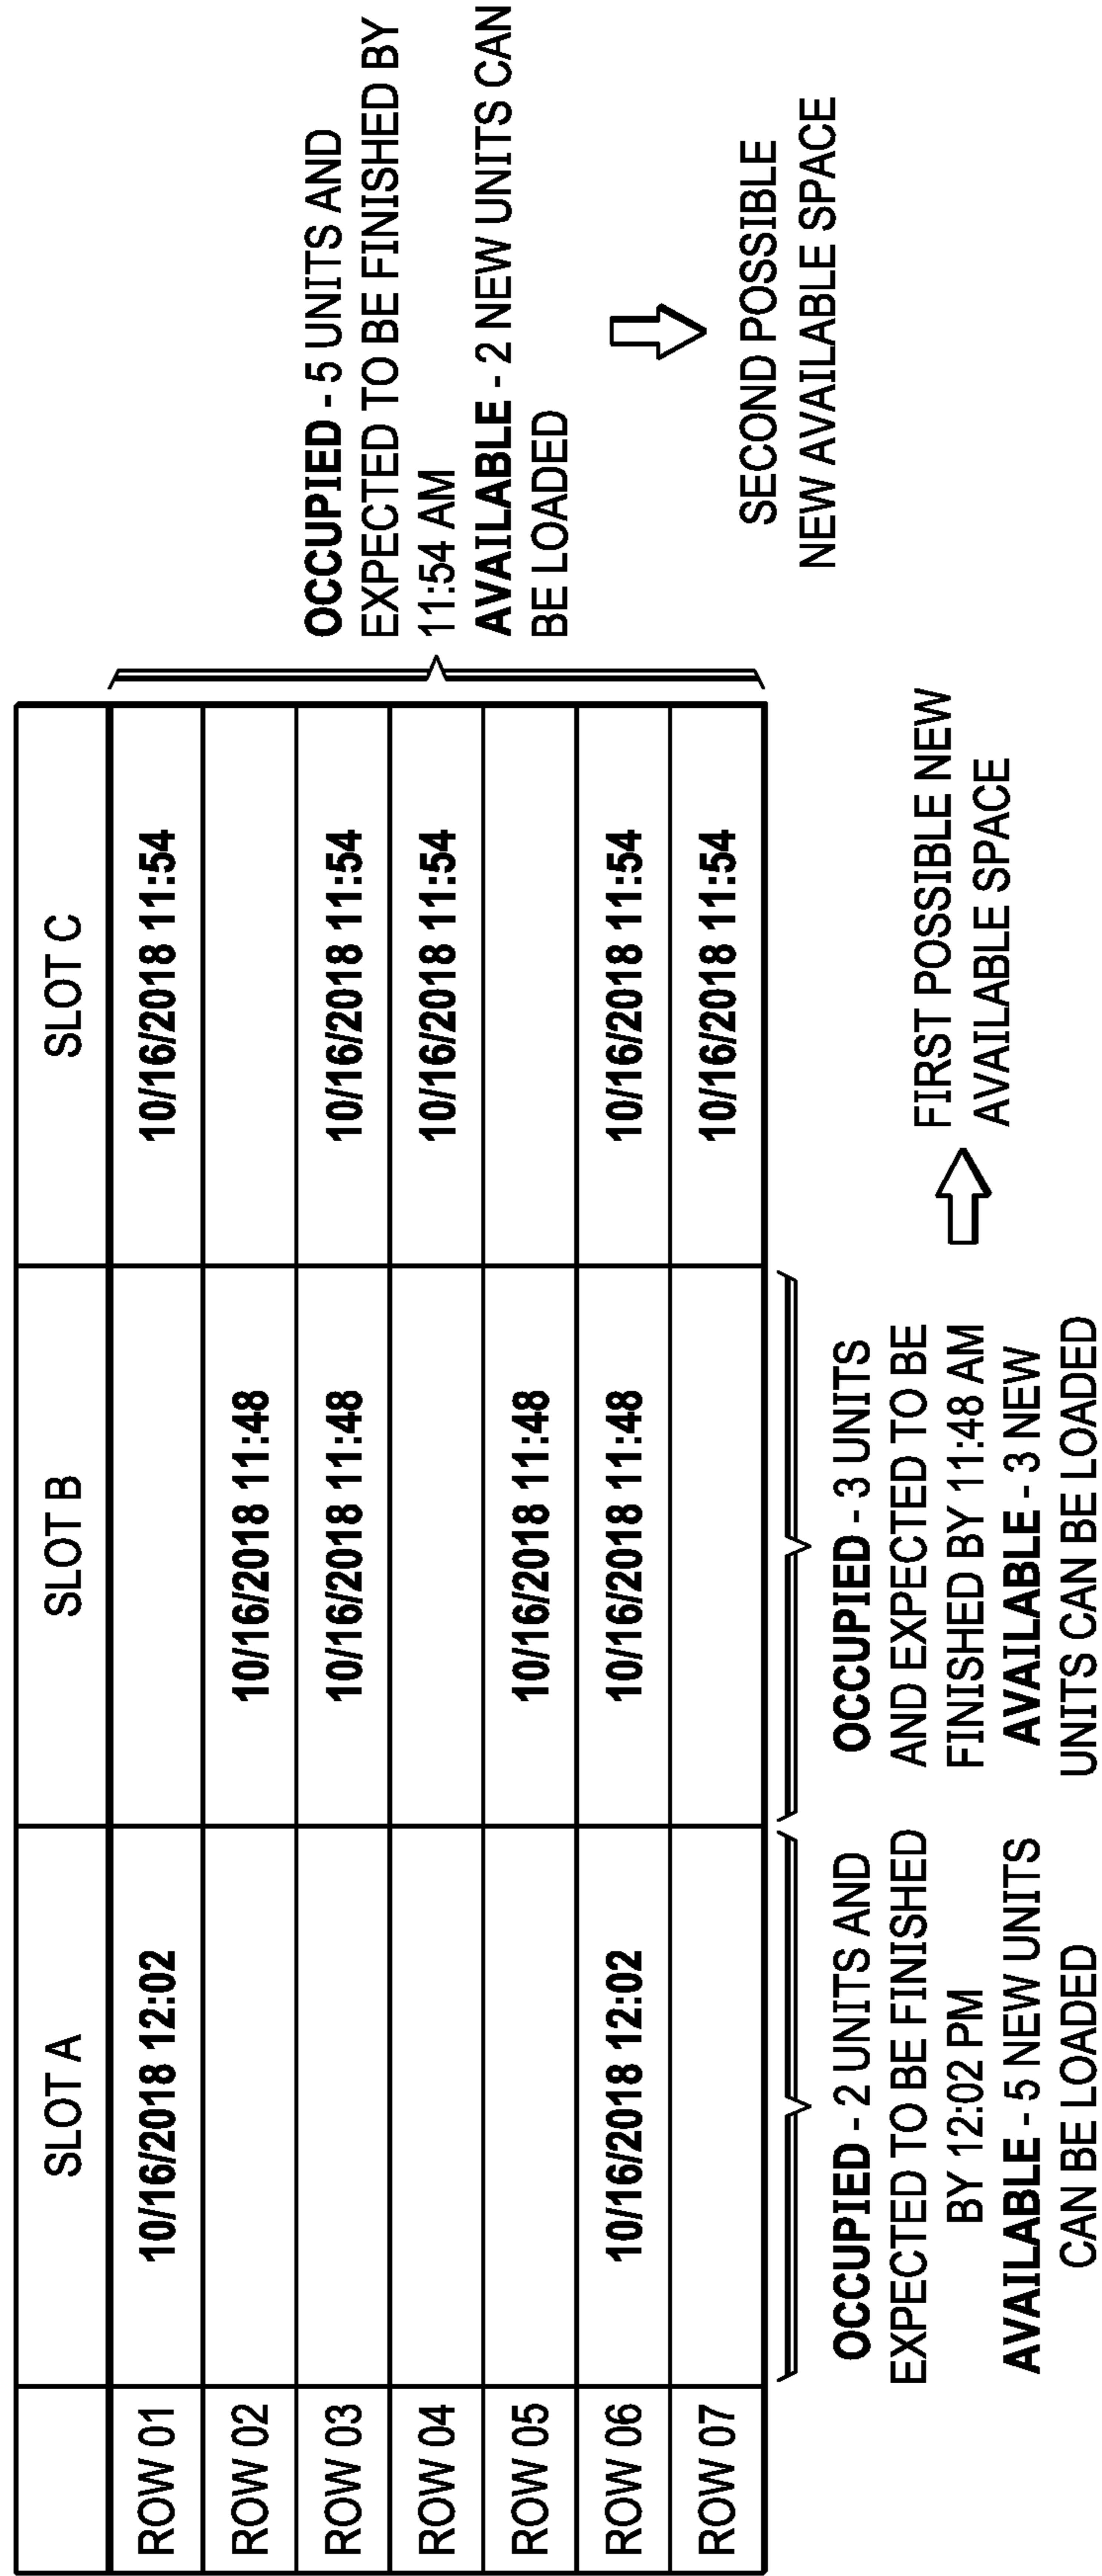 SLOT A SLOT B SLOT C
ROW 01 10/16/2018 12:02 10/16/2018 11:54
ROW 02 10/16/2018 11:48
ROW 03 10/16/2018 11:48 10/16/2018 11:54
ROW 04 10/16/2018 11:54
ROW 05 10/16/2018 11:48
ROW 06 10/16/2018 12:02 10/16/2018 11:48 10/16/2018 11:54
ROW 07 10/16/2018 11:54
OCCUPIED - 2 UNITS AND
EXPECTED TO BE FINISHED
BY 12:02 PM
AVAILABLE - 5 NEW UNITS
CAN BE LOADED
OCCUPIED - 3 UNITS
AND EXPECTED TO BE
FINISHED BY 11:48 AM
AVAILABLE - 3 NEW
UNITS CAN BE LOADED
FIRST POSSIBLE NEW
AVAILABLE SPACE
OCCUPIED - 5 UNITS AND
EXPECTED TO BE FINISHED BY
11:54 AM
AVAILABLE - 2 NEW UNITS CAN
BE LOADED
SECOND POSSIBLE
NEW AVAILABLE SPACE